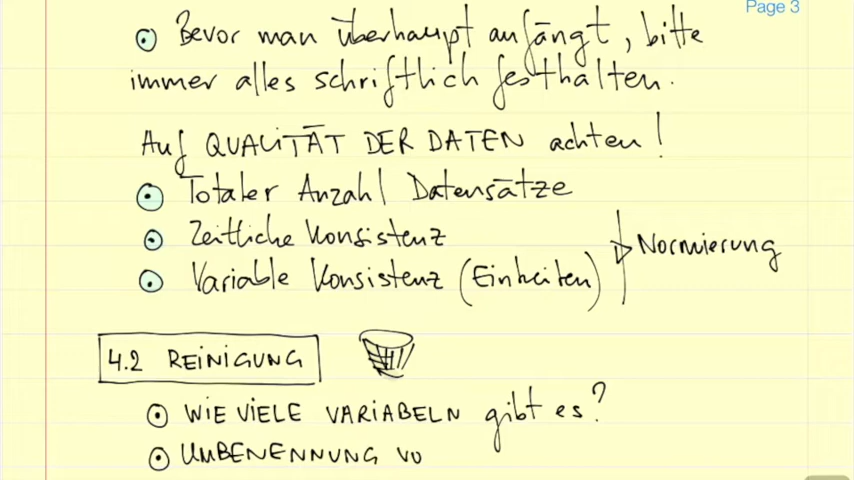 Page 3
Bevor man überhaupt anfängt, bitte
immer alles schriftlich festhalten.
Auf QUALITÄT DER DATEN achten!
Totaler Anzahl Datensätze
Zeitliche Konsistenz
Normierung
Variable Konsistenz (Einheiten)
4.2 REINIGUNG
WIE VIELE VARIABELN gibt es?
UMBENENNUNG VO